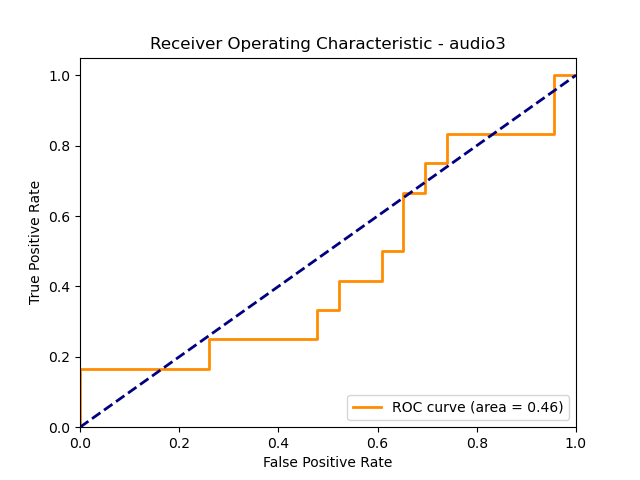 Receiver Operating Characteristic - audio3
1.0
0.8
0.6
0.4
0.2
0.0
True Positive Rate
ROC curve (area = 0.46)
0.0 0.2 0.4 0.6 0.8 1.0
False Positive Rate